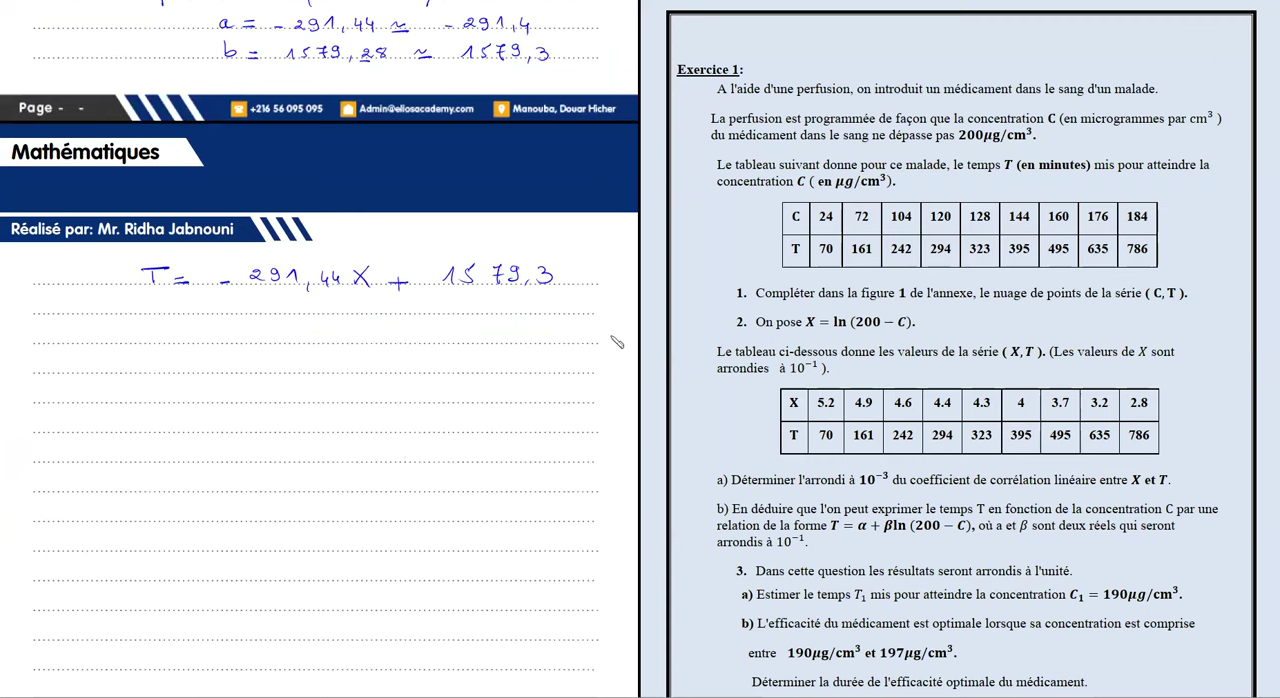 a = - 291,44 ≃ - 291,4
b = 1579,28 ≃ 1579,3
Page - -
+216 56 095 095
Admin@eliosacademy.com
Manouba, Douar Hicher
Mathématiques
Réalisé par: Mr. Ridha Jabnouni
T = - 291,44 X + 1579,3
Exercice 1:
A l'aide d'une perfusion, on introduit un médicament dans le sang d'un malade.
La perfusion est programmée de façon que la concentration C (en microgrammes par cm³ )
du médicament dans le sang ne dépasse pas 200μg/cm³.
Le tableau suivant donne pour ce malade, le temps T (en minutes) mis pour atteindre la
concentration C ( en μg/cm³).
C 24 72 104 120 128 144 160 176 184
T 70 161 242 294 323 395 495 635 786
1. Compléter dans la figure 1 de l'annexe, le nuage de points de la série ( C, T ).
2. On pose X = ln (200 − C).
Le tableau ci-dessous donne les valeurs de la série ( X, T ). (Les valeurs de X sont
arrondies à 10⁻¹ ).
X 5.2 4.9 4.6 4.4 4.3 4 3.7 3.2 2.8
T 70 161 242 294 323 395 495 635 786
a) Déterminer l'arrondi à 10⁻³ du coefficient de corrélation linéaire entre X et T.
b) En déduire que l'on peut exprimer le temps T en fonction de la concentration C par une
relation de la forme T = α + βln (200 − C), où a et β sont deux réels qui seront
arrondis à 10⁻¹.
3. Dans cette question les résultats seront arrondis à l'unité.
a) Estimer le temps T₁ mis pour atteindre la concentration C₁ = 190μg/cm³.
b) L'efficacité du médicament est optimale lorsque sa concentration est comprise
entre 190μg/cm³ et 197μg/cm³.
Déterminer la durée de l'efficacité optimale du médicament.